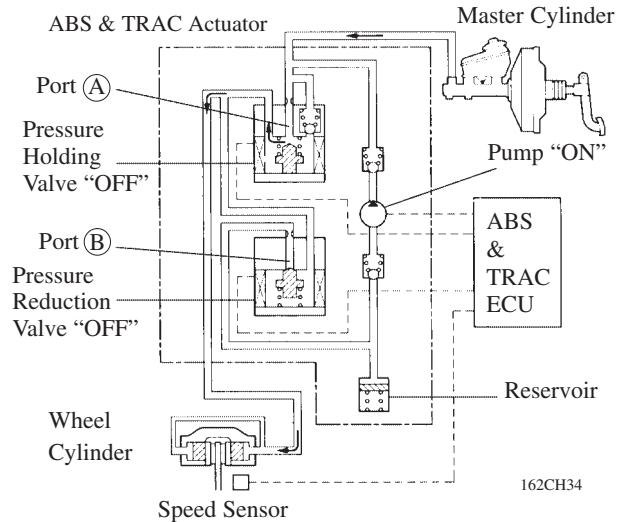 ABS & TRAC Actuator
Master Cylinder
Port A
Pressure
Holding
Valve “OFF”
Pump “ON”
Port B
Pressure
Reduction
Valve “OFF”
ABS
&
TRAC
ECU
Reservoir
Wheel
Cylinder
Speed Sensor
162CH34